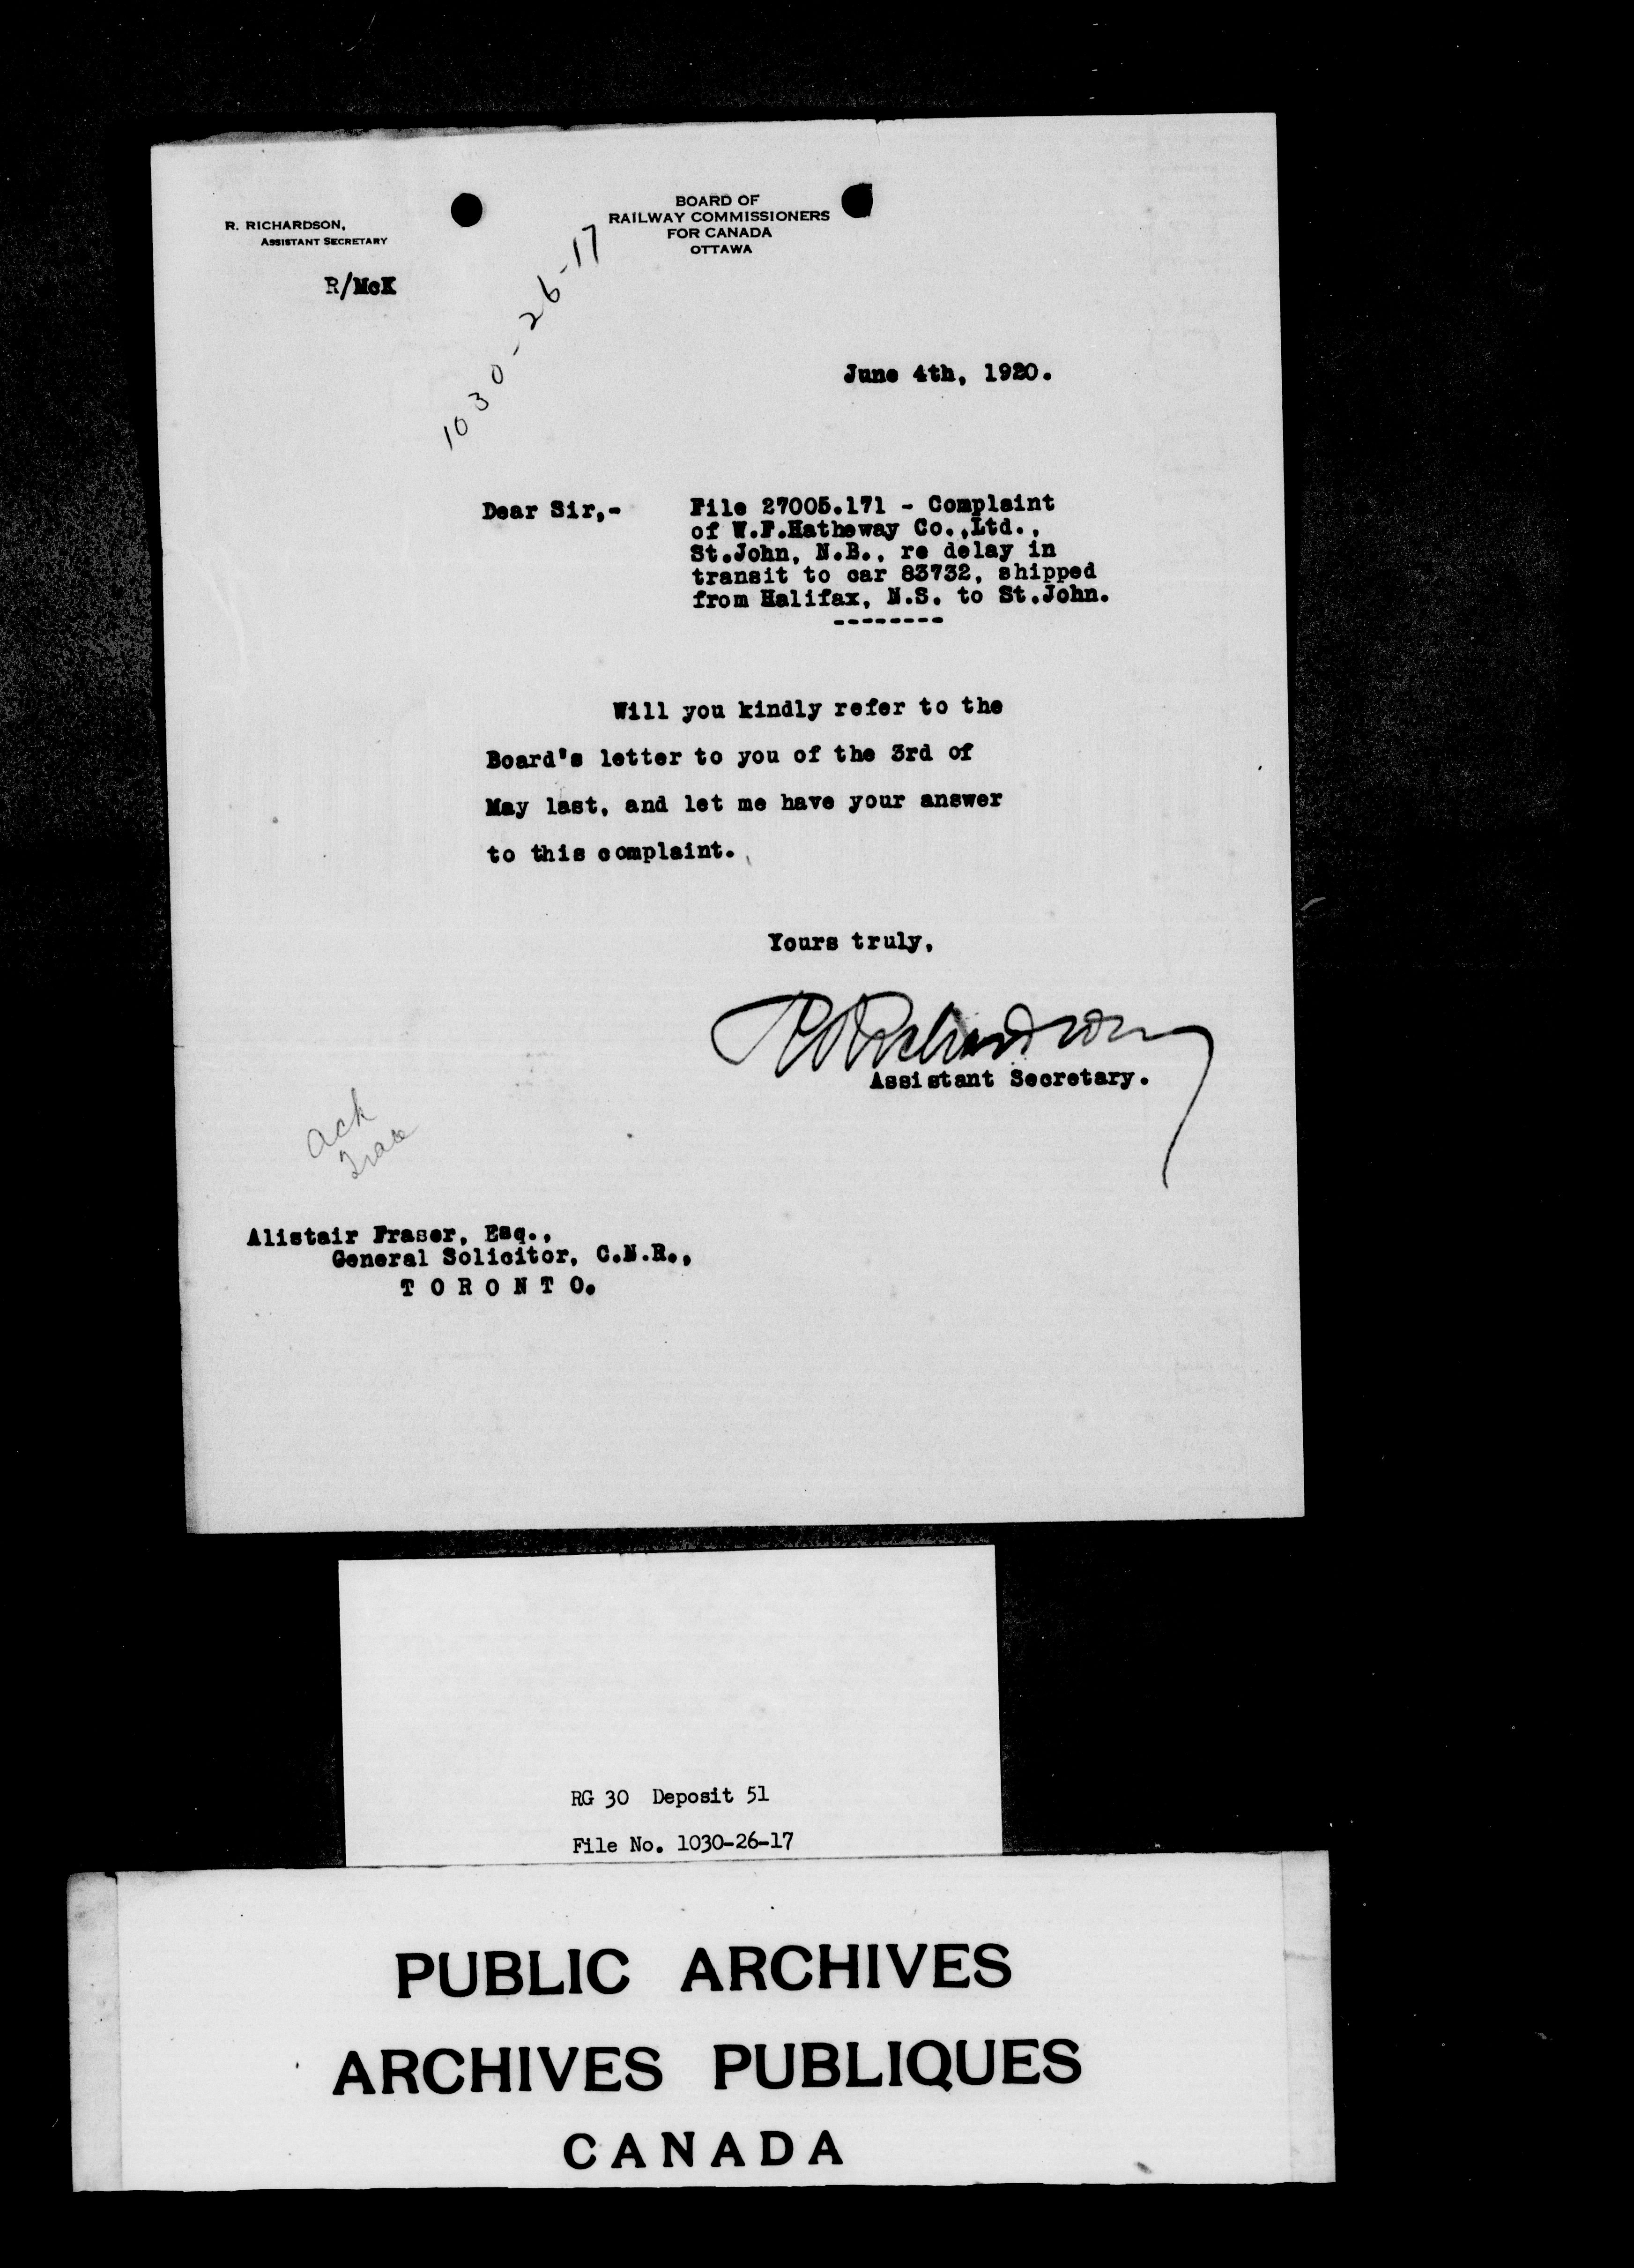 BOARD OF
RAILWAY COMMISSIONERS
FOR CANADA
OTTAWA
R. RICHARDSON,
ASSISTANT SECRETARY
R/McK
1030-26-17
June 4th, 1920.
Dear Sir,-
File 27005.171 - Complaint
of W.F.Hatheway Co.,Ltd.,
St.John, N.B., re delay in
transit to car 83732, shipped
from Halifax, N.S. to St.John.
--------
Will you kindly refer to the
Board's letter to you of the 3rd of
May last, and let me have your answer
to this complaint.
Yours truly,
R Richardson
Assistant Secretary.
Ack
Alistair Fraser, Esq.,
General Solicitor, C.N.R.,
T O R O N T O.
RG 30 Deposit 51
File No. 1030-26-17
PUBLIC ARCHIVES
ARCHIVES PUBLIQUES
CANADA